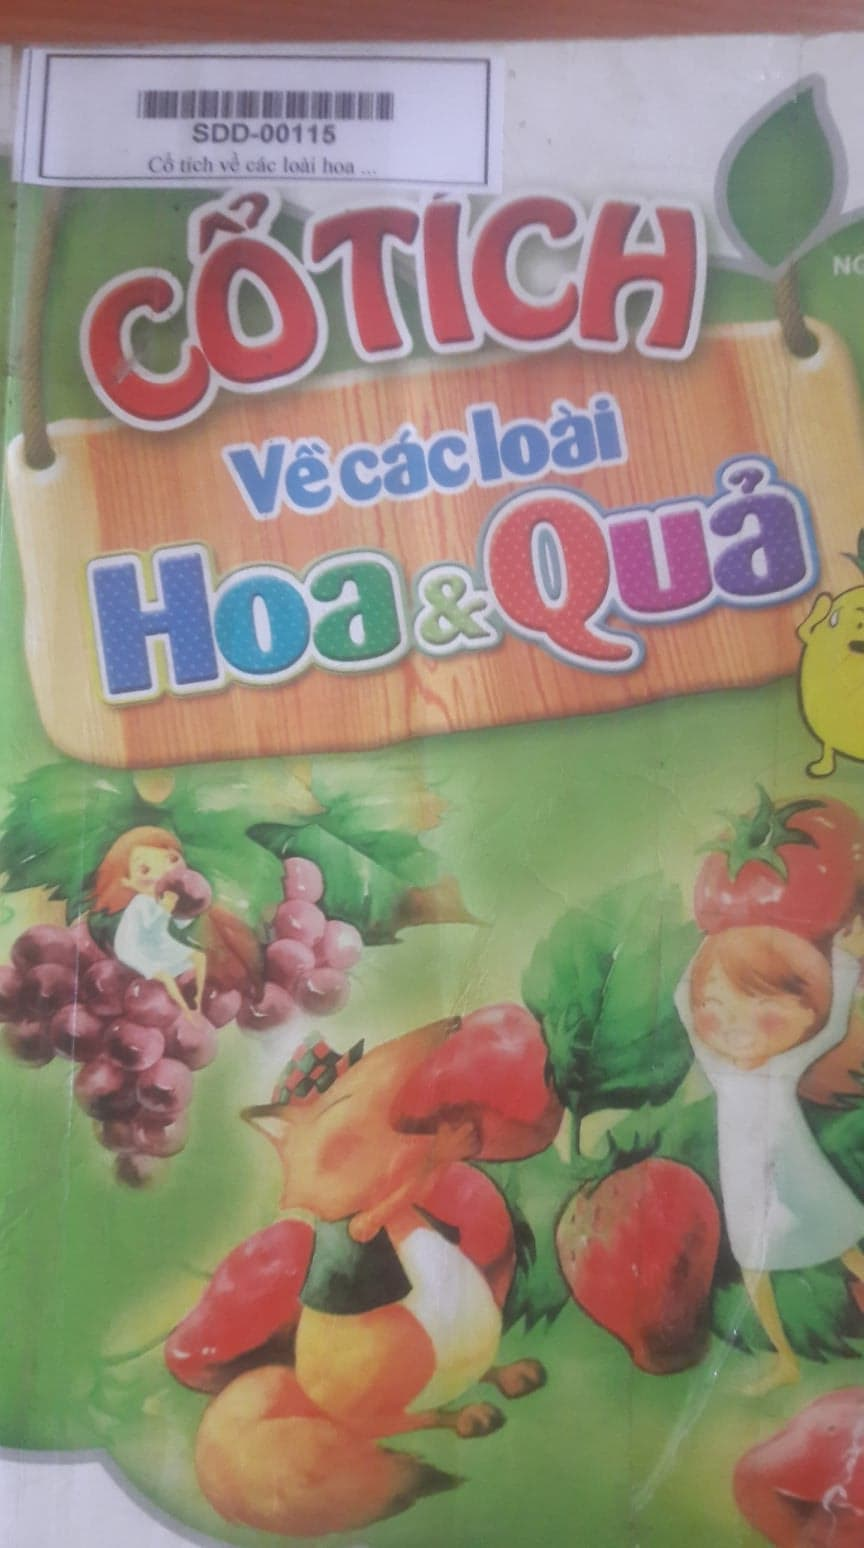 SDD-00115
Cổ tích về các loài hoa ...
CỔ TÍCH
Về các loài
Hoa & Quả